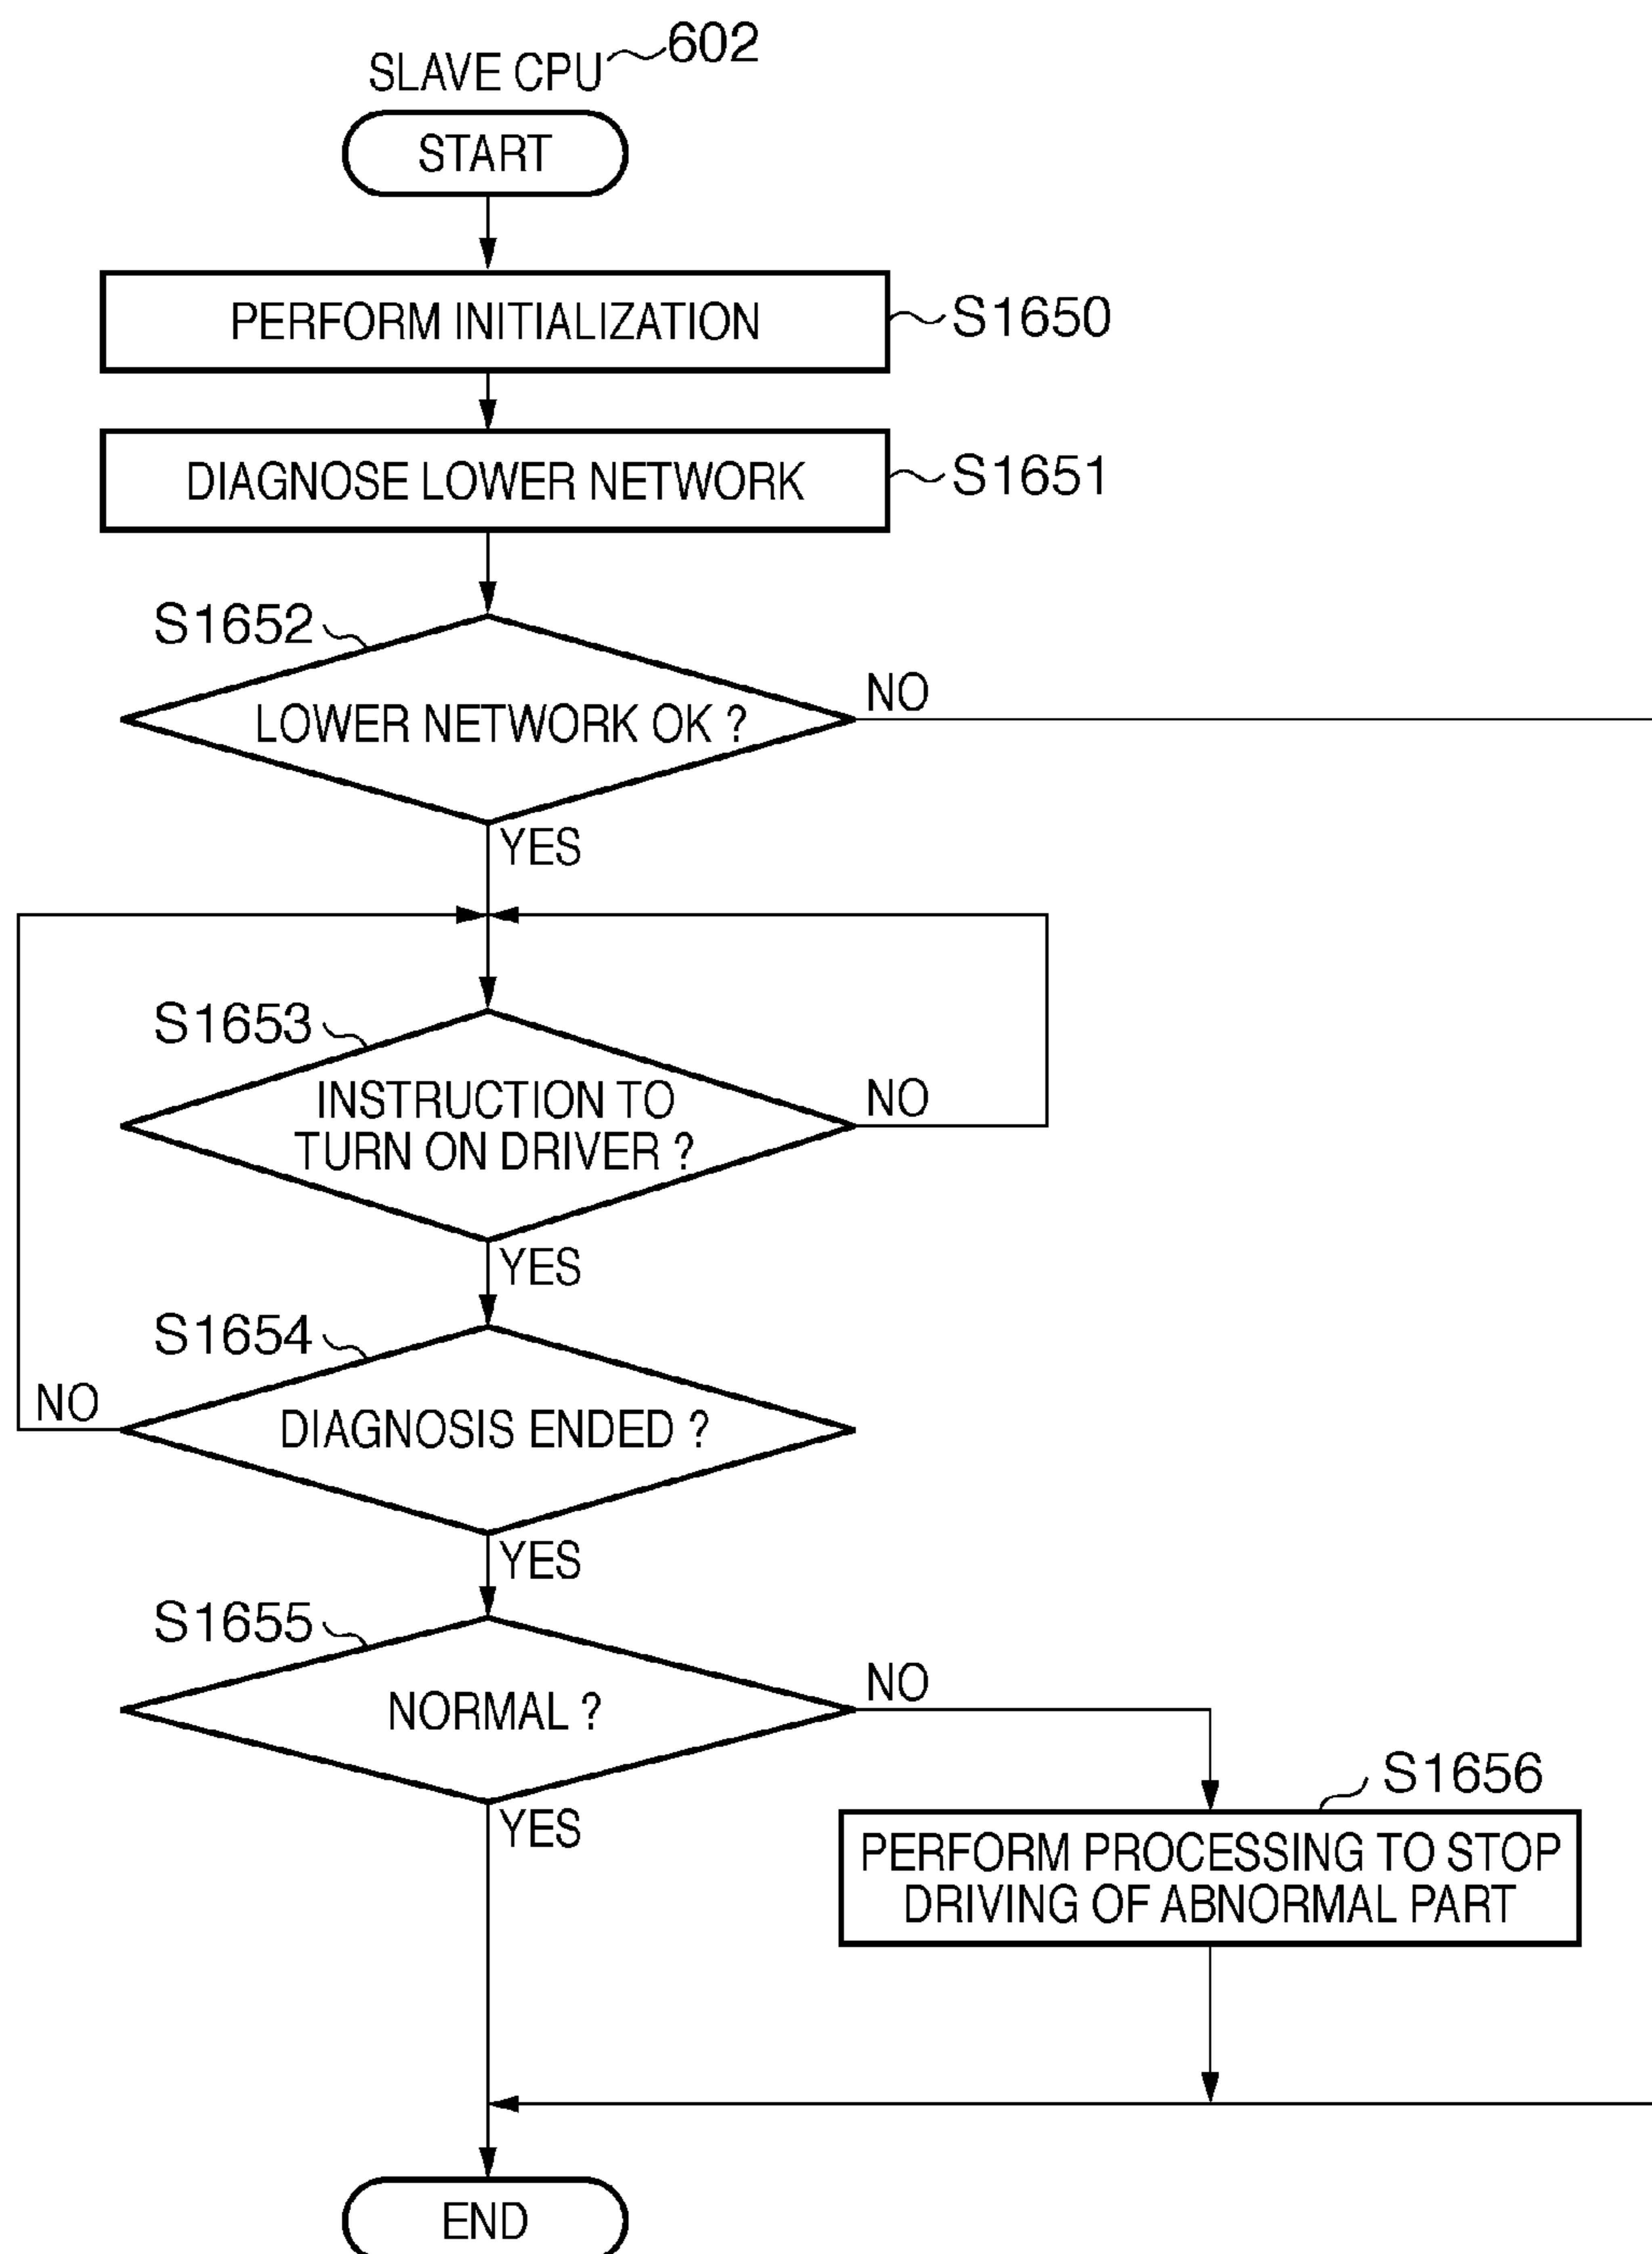 602
SLAVE CPU
START
PERFORM INITIALIZATION
S1650
DIAGNOSE LOWER NETWORK
S1651
S1652
LOWER NETWORK OK ?
NO
YES
S1653
INSTRUCTION TO
TURN ON DRIVER ?
NO
YES
S1654
NO
DIAGNOSIS ENDED ?
YES
S1655
NORMAL ?
NO
YES
S1656
PERFORM PROCESSING TO STOP
DRIVING OF ABNORMAL PART
END